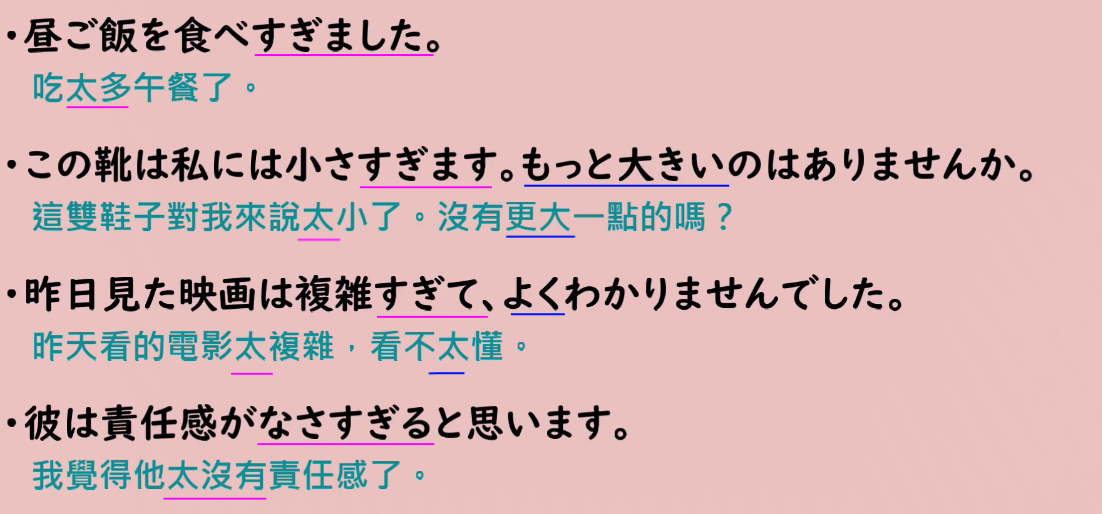 ・昼ご飯を食べすぎました。
吃太多午餐了。
・この靴は私には小さすぎます。もっと大きいのはありませんか。
這雙鞋子對我來說太小了。沒有更大一點的嗎？
・昨日見た映画は複雑すぎて、よくわかりませんでした。
昨天看的電影太複雜，看不太懂。
・彼は責任感がなさすぎると思います。
我覺得他太沒有責任感了。